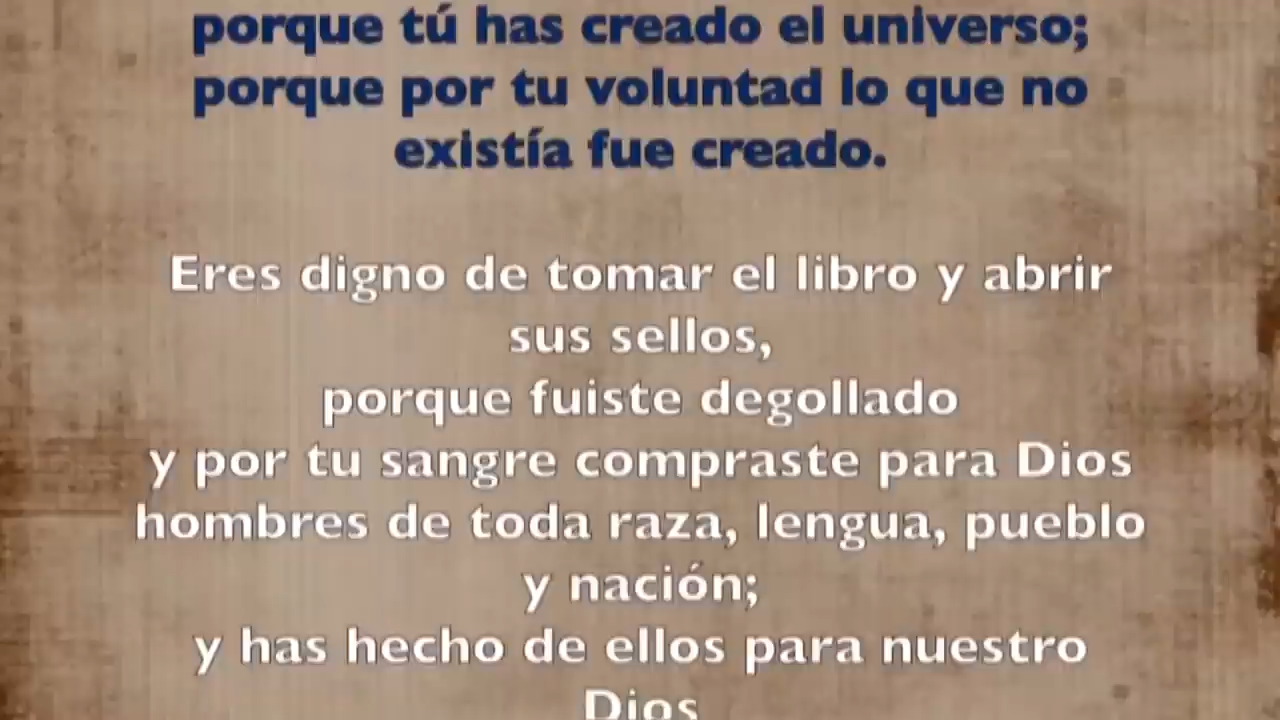 porque tú has creado el universo;
porque por tu voluntad lo que no
existía fue creado.
Eres digno de tomar el libro y abrir
sus sellos,
porque fuiste degollado
y por tu sangre compraste para Dios
hombres de toda raza, lengua, pueblo
y nación;
y has hecho de ellos para nuestro
Dios